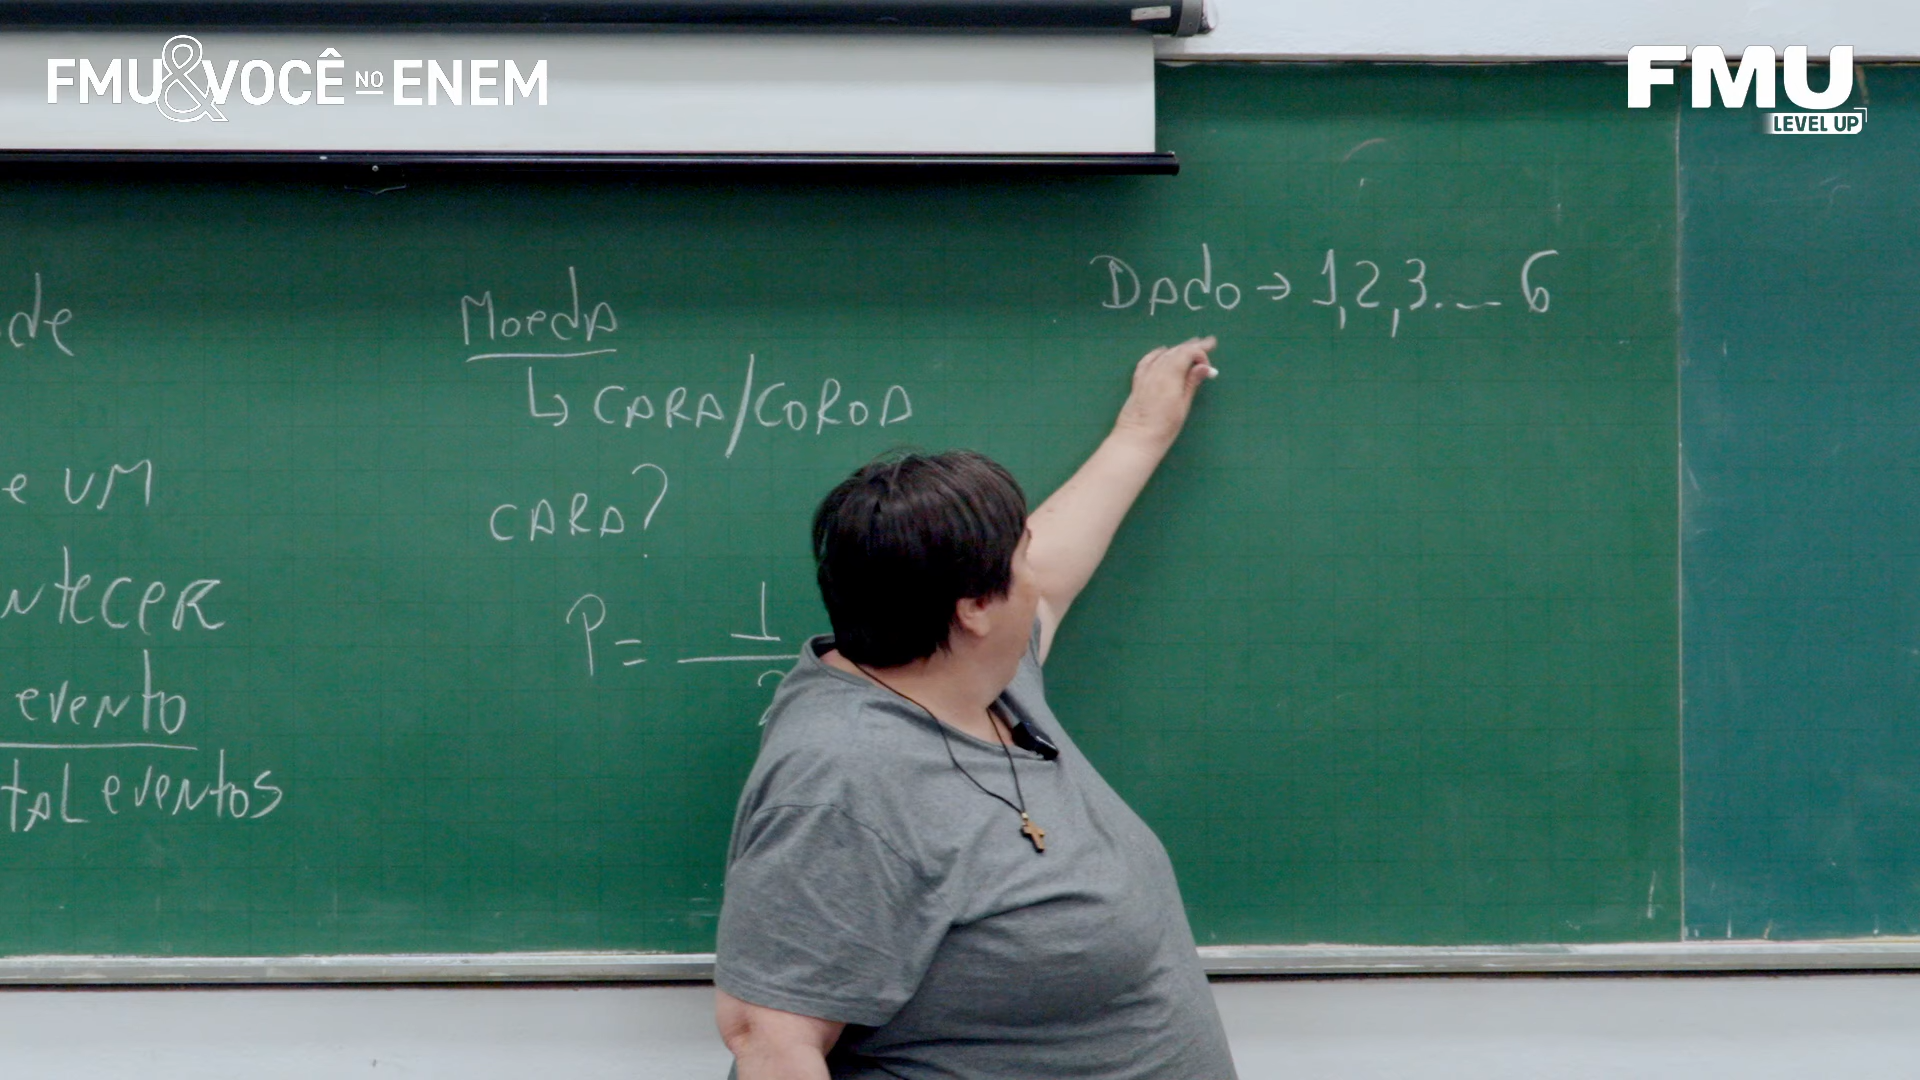 FMU&VOCÊ NO ENEM
FMU
LEVEL UP
de
e UM
NTECER
evento
TAL eventos
Moeda
↳ CARA/COROA
CARA?
P = 1
2
Dado → 1,2,3... 6